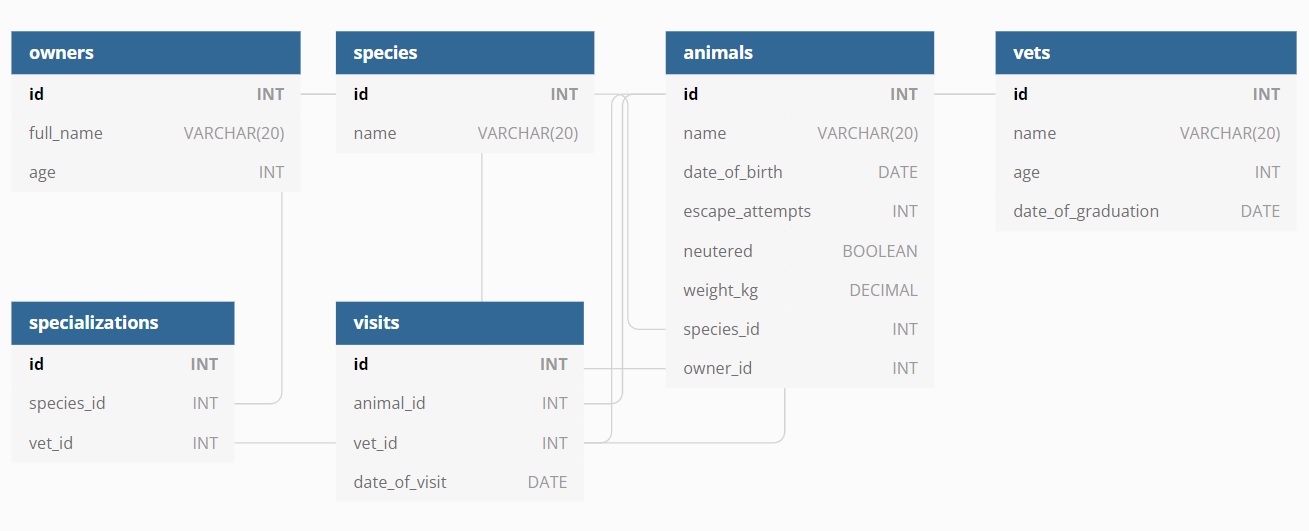 owners
id INT
full_name VARCHAR(20)
age INT
species
id INT
name VARCHAR(20)
animals
id INT
name VARCHAR(20)
date_of_birth DATE
escape_attempts INT
neutered BOOLEAN
weight_kg DECIMAL
species_id INT
owner_id INT
vets
id INT
name VARCHAR(20)
age INT
date_of_graduation DATE
specializations
id INT
species_id INT
vet_id INT
visits
id INT
animal_id INT
vet_id INT
date_of_visit DATE